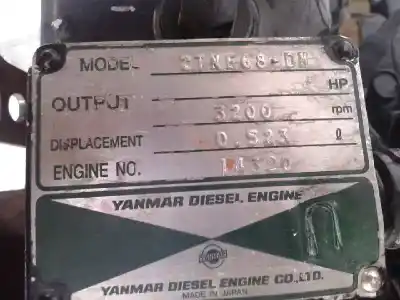 MODEL 3TNE68-DM
HP
OUTPUT 3200 rpm
DISPLACEMENT 0.523 ℓ
ENGINE NO.
YANMAR DIESEL ENGINE
YANMAR DIESEL ENGINE CO.,LTD.
MADE IN JAPAN